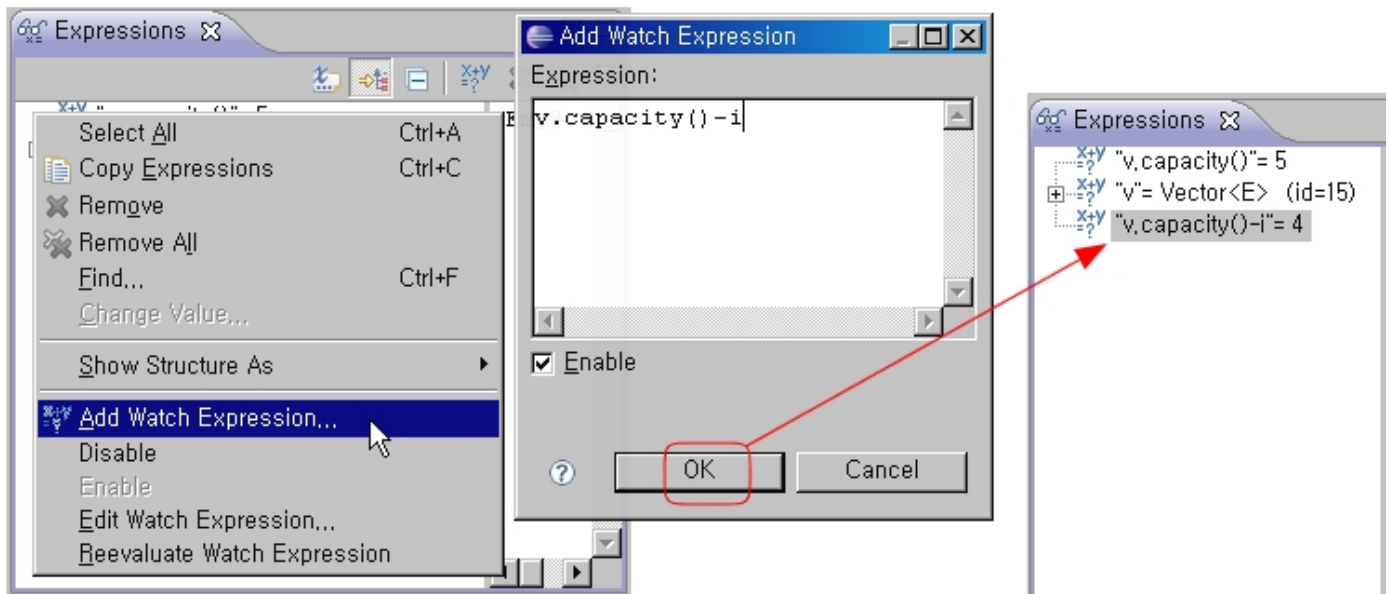 Expressions
Select All Ctrl+A
Copy Expressions Ctrl+C
Remove
Remove All
Find... Ctrl+F
Change Value...
Show Structure As
Add Watch Expression...
Disable
Enable
Edit Watch Expression...
Reevaluate Watch Expression
Add Watch Expression
Expression:
v.capacity()-i
Enable
OK Cancel
Expressions
"v.capacity()"= 5
"v"= Vector<E> (id=15)
"v.capacity()-i"= 4